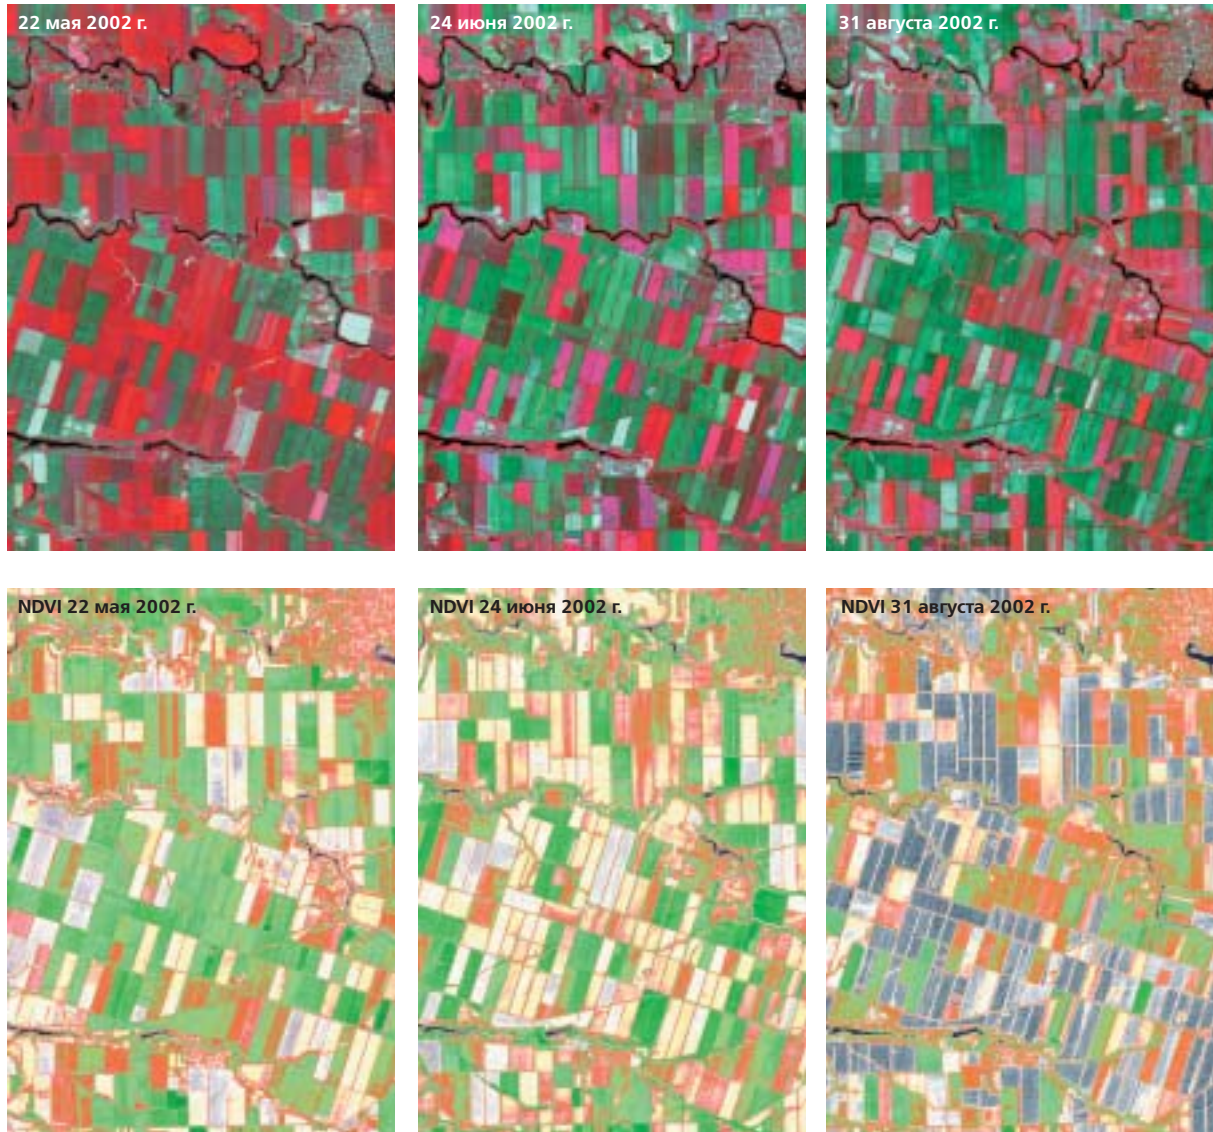 22 мая 2002 г.
24 июня 2002 г.
31 августа 2002 г.
NDVI 22 мая 2002 г.
NDVI 24 июня 2002 г.
NDVI 31 августа 2002 г.